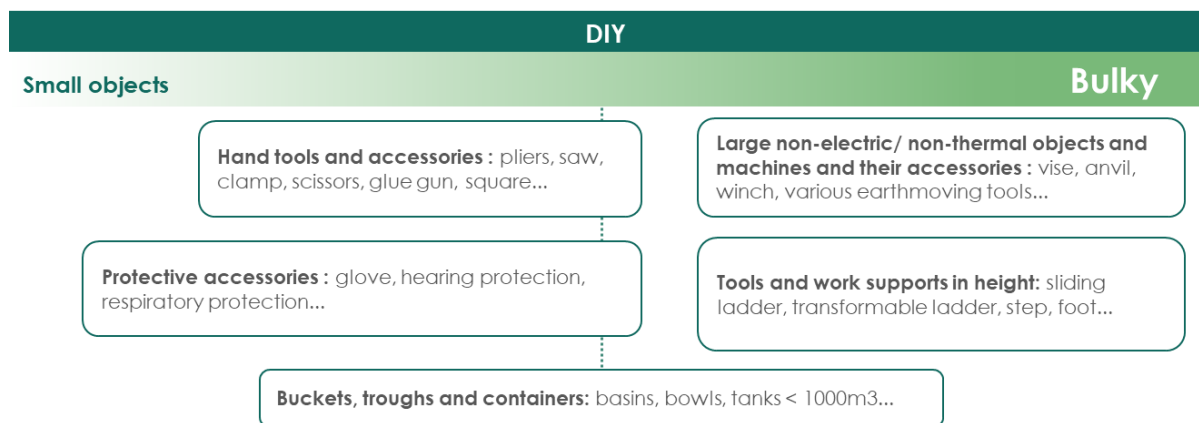 DIY
Small objects
Bulky
Hand tools and accessories : pliers, saw,
clamp, scissors, glue gun, square...
Large non-electric/ non-thermal objects and
machines and their accessories : vise, anvil,
winch, various earthmoving tools...
Protective accessories : glove, hearing protection,
respiratory protection...
Tools and work supports in height: sliding
ladder, transformable ladder, step, foot...
Buckets, troughs and containers: basins, bowls, tanks < 1000m3...